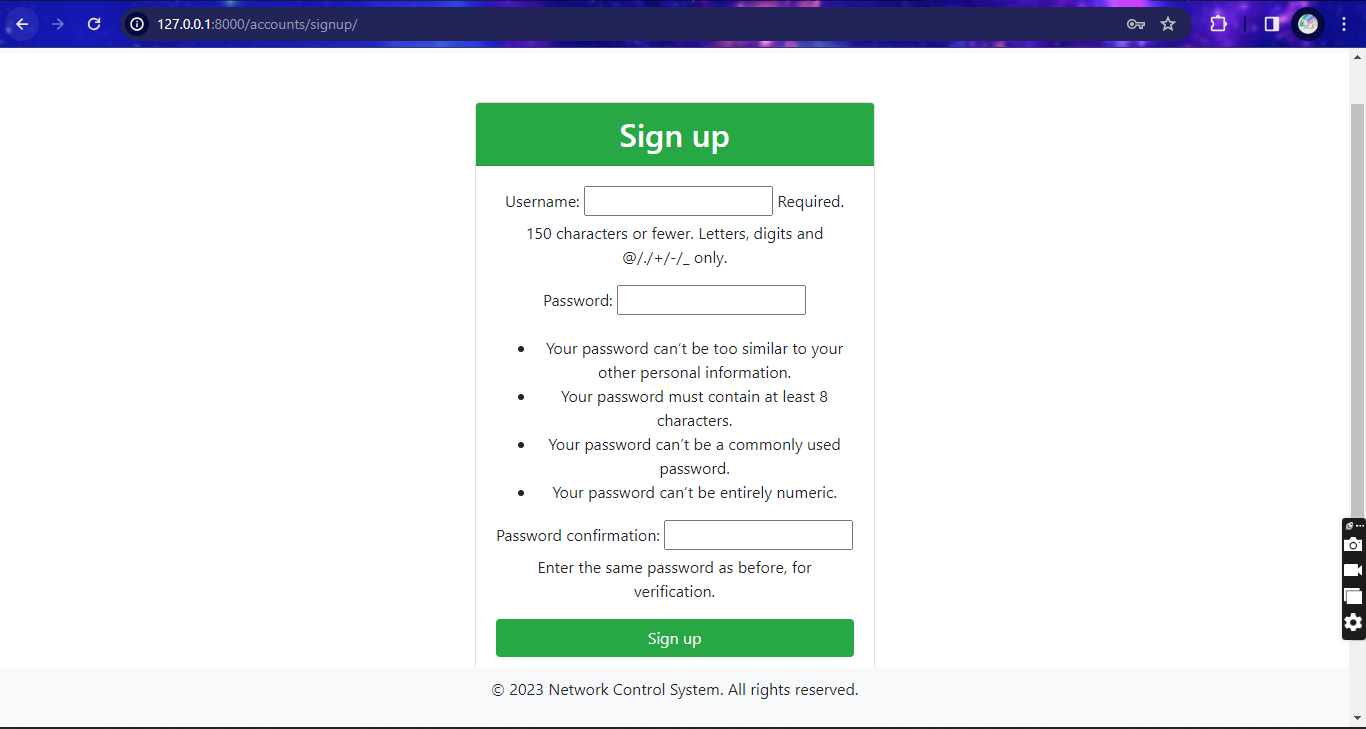 127.0.0.1:8000/accounts/signup/
Sign up
Username: Required.
150 characters or fewer. Letters, digits and
@/./+/-/_ only.
Password:
• Your password can’t be too similar to your
other personal information.
• Your password must contain at least 8
characters.
• Your password can’t be a commonly used
password.
• Your password can’t be entirely numeric.
Password confirmation:
Enter the same password as before, for
verification.
Sign up
© 2023 Network Control System. All rights reserved.